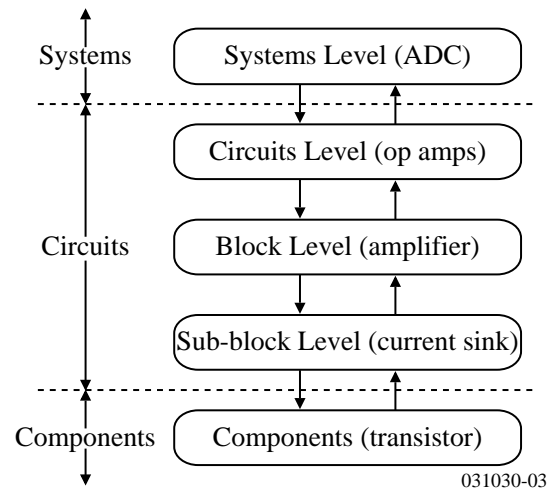 Systems
Systems Level (ADC)
Circuits Level (op amps)
Circuits
Block Level (amplifier)
Sub-block Level (current sink)
Components
Components (transistor)
031030-03